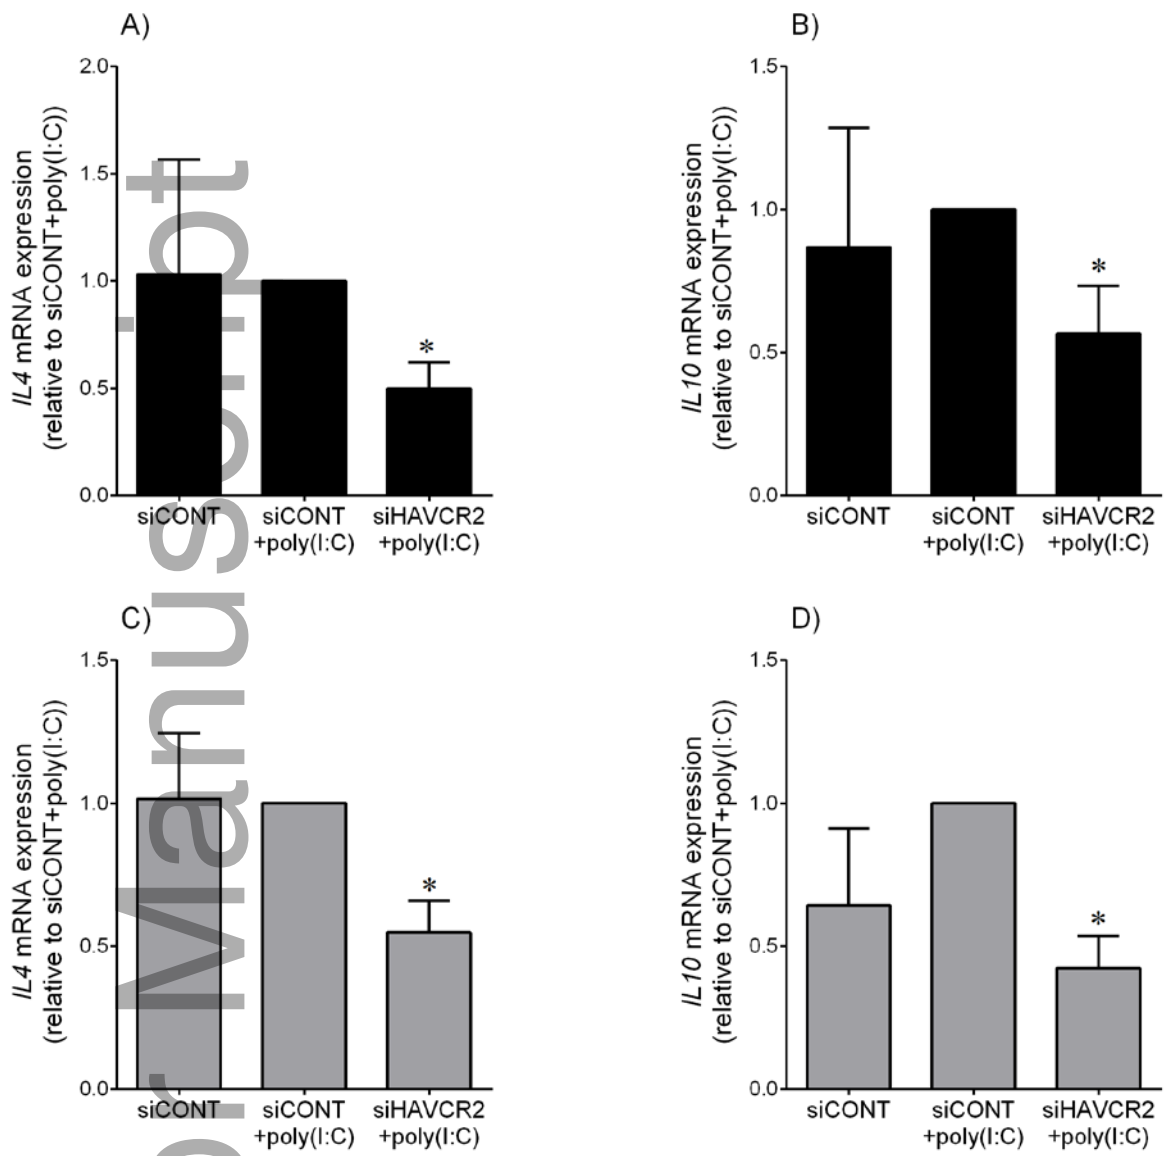 A)
IL4 mRNA expression
(relative to siCONT+poly(I:C))
2.0
1.5
1.0
0.5
0.0
*
siCONT
siCONT
+poly(I:C)
siHAVCR2
+poly(I:C)
B)
IL10 mRNA expression
(relative to siCONT+poly(I:C))
1.5
1.0
0.5
0.0
*
siCONT
siCONT
+poly(I:C)
siHAVCR2
+poly(I:C)
C)
IL4 mRNA expression
(relative to siCONT+poly(I:C))
1.5
1.0
0.5
0.0
*
siCONT
siCONT
+poly(I:C)
siHAVCR2
+poly(I:C)
D)
IL10 mRNA expression
(relative to siCONT+poly(I:C))
1.5
1.0
0.5
0.0
*
siCONT
siCONT
+poly(I:C)
siHAVCR2
+poly(I:C)
r Manuscript